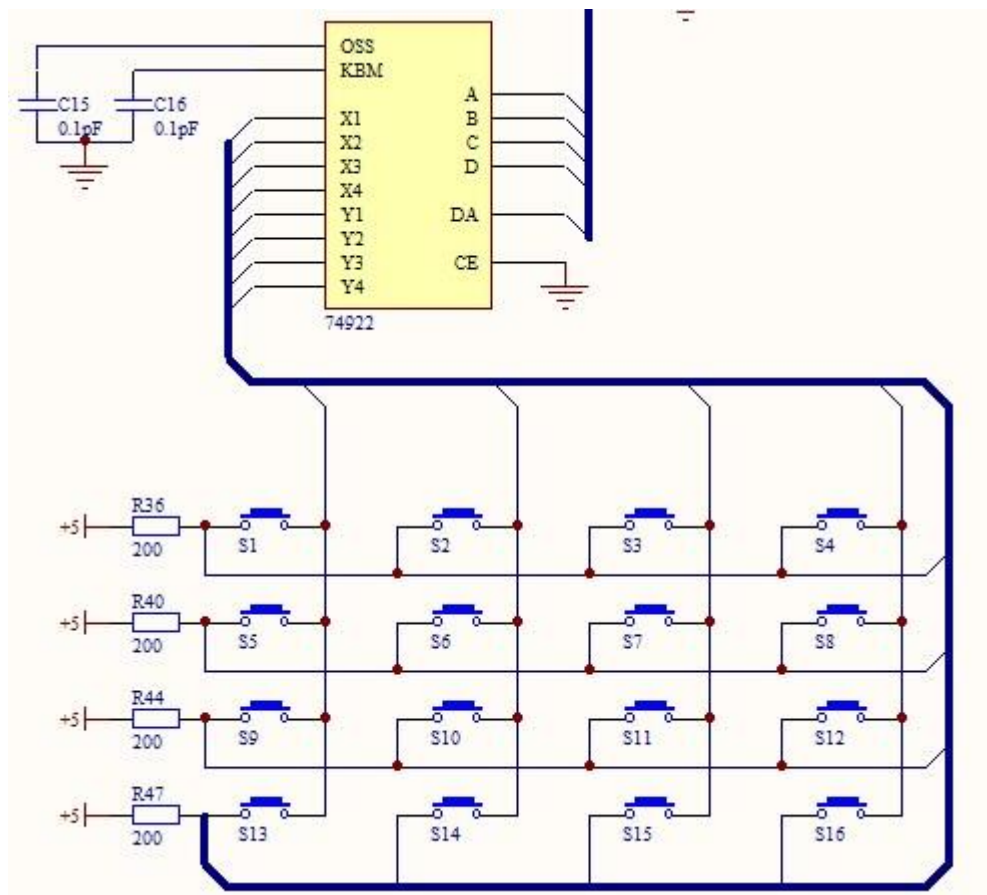 OSS
KBM
C15
C16
0.1pF
0.1pF
X1
X2
X3
X4
Y1
Y2
Y3
Y4
A
B
C
D
DA
CE
74922
R36
+5
200
S1
S2
S3
S4
R40
+5
200
S5
S6
S7
S8
R44
+5
200
S9
S10
S11
S12
R47
+5
200
S13
S14
S15
S16